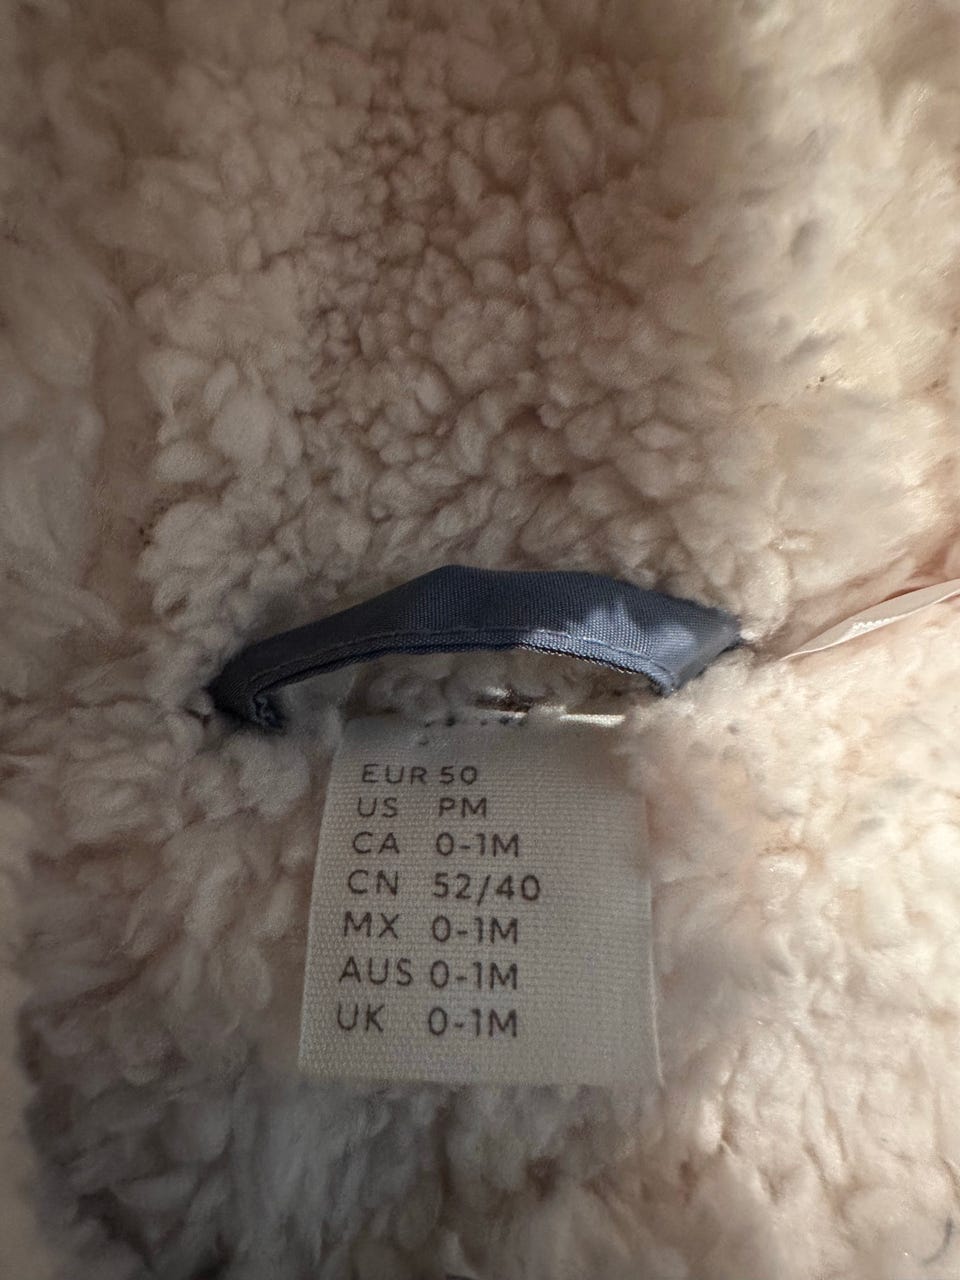 EUR 50
US PM
CA 0-1M
CN 52/40
MX 0-1M
AUS 0-1M
UK 0-1M